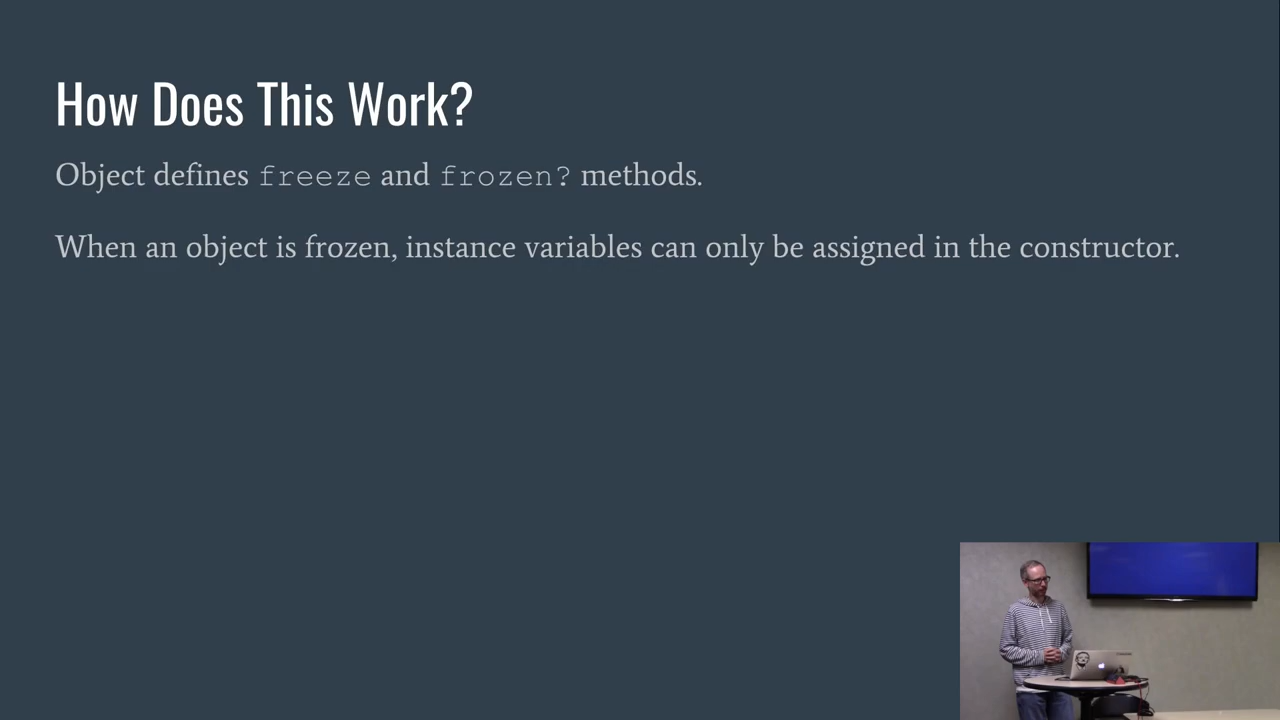 How Does This Work?
Object defines freeze and frozen? methods.
When an object is frozen, instance variables can only be assigned in the constructor.